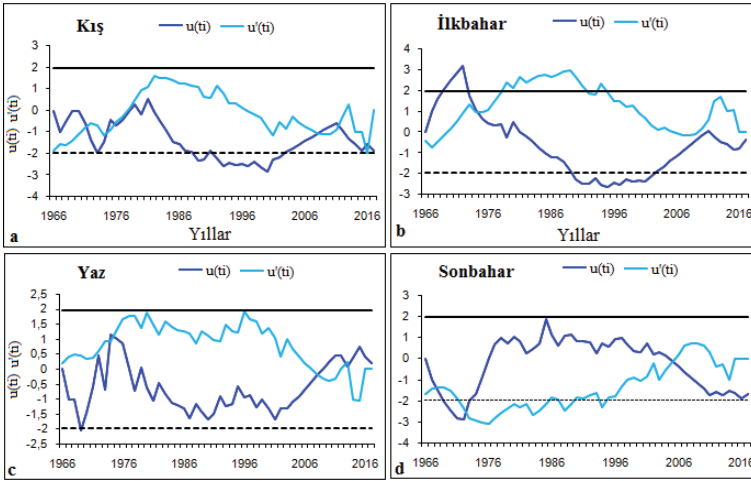 Kış
u(ti) u'(ti)
3
2
1
0
-1
-2
-3
-4
u(ti) u'(ti)
1966 1976 1986 1996 2006 2016
a
Yıllar
İlkbahar
u(ti) u'(ti)
4
3
2
1
0
-1
-2
-3
1966 1976 1986 1996 2006 2016
b
Yıllar
Yaz
u(ti) u'(ti)
2,5
2
1,5
1
0,5
0
-0,5
-1
-1,5
-2
-2,5
u(ti) u'(ti)
1966 1976 1986 1996 2006 2016
c
Sonbahar
u(ti) u'(ti)
3
2
1
0
-1
-2
-3
-4
1966 1976 1986 1996 2006 2016
d